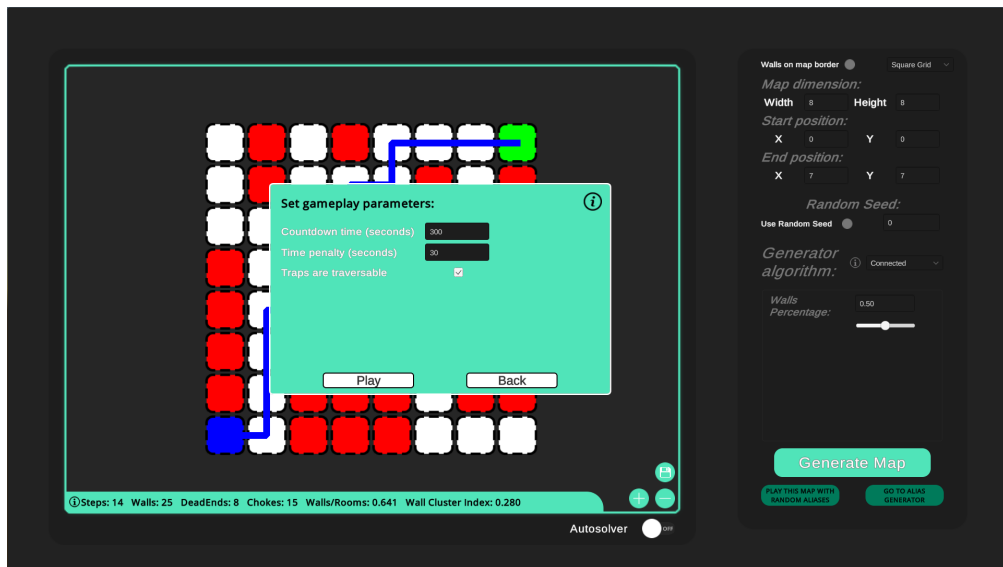 Walls on map border
Square Grid
Map dimension:
Width 8 Height 8
Start position:
X 0 Y 0
End position:
X 7 Y 7
Random Seed:
Use Random Seed 0
Generator algorithm:
Connected
Walls Percentage:
0.50
Generate Map
PLAY THIS MAP WITH RANDOM ALIASES
GO TO ALIAS GENERATOR
Set gameplay parameters:
Countdown time (seconds) 300
Time penalty (seconds) 30
Traps are traversable
Play
Back
Steps: 14 Walls: 25 DeadEnds: 8 Chokes: 15 Walls/Rooms: 0.641 Wall Cluster Index: 0.280
Autosolver OFF